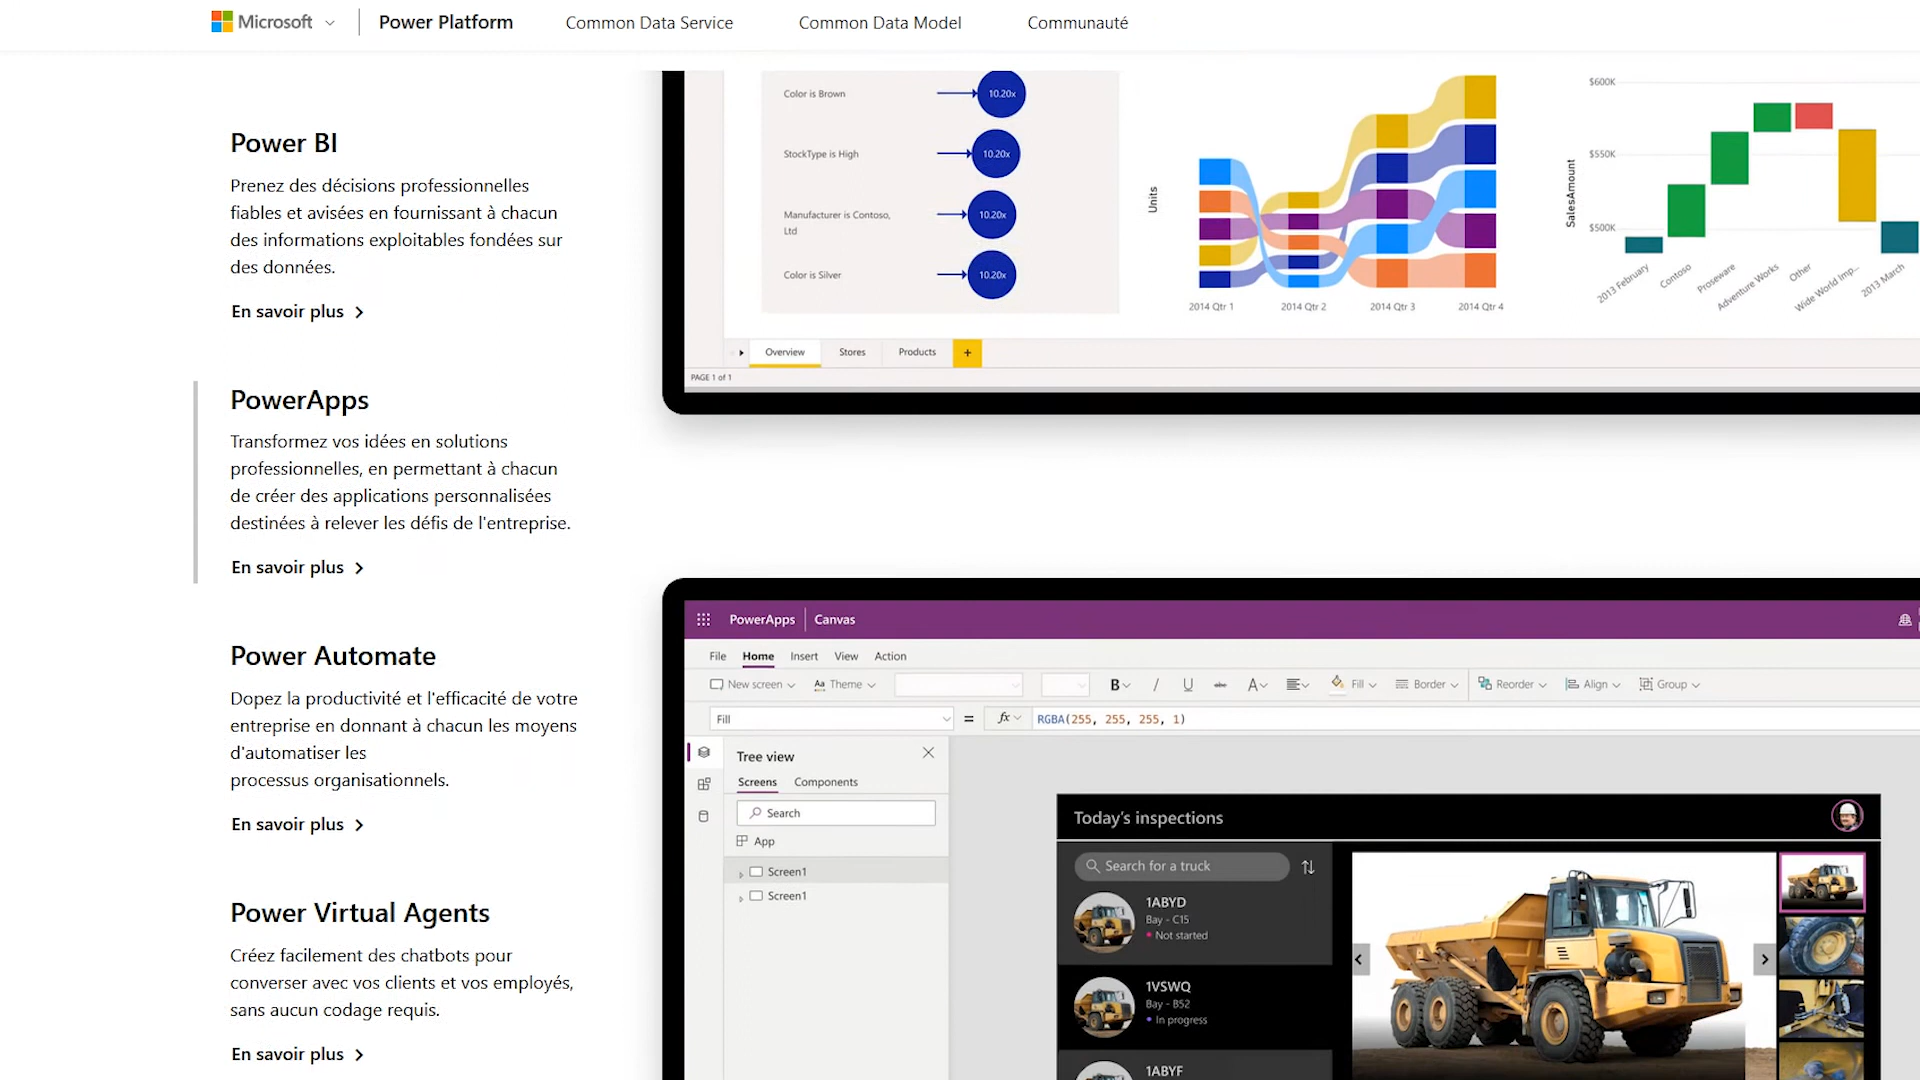 Microsoft
Power Platform
Common Data Service
Common Data Model
Communauté
Power BI
Prenez des décisions professionnelles
fiables et avisées en fournissant à chacun
des informations exploitables fondées sur
des données.
En savoir plus
PowerApps
Transformez vos idées en solutions
professionnelles, en permettant à chacun
de créer des applications personnalisées
destinées à relever les défis de l'entreprise.
En savoir plus
Power Automate
Dopez la productivité et l'efficacité de votre
entreprise en donnant à chacun les moyens
d'automatiser les
processus organisationnels.
En savoir plus
Power Virtual Agents
Créez facilement des chatbots pour
converser avec vos clients et vos employés,
sans aucun codage requis.
En savoir plus
Color is Brown
10.20x
StockType is High
10.20x
Manufacturer is Contoso,
Ltd
10.20x
Color is Silver
10.20x
Units
2014 Qtr 1
2014 Qtr 2
2014 Qtr 3
2014 Qtr 4
SalesAmount
$600K
$550K
$500K
2013 February
Contoso
Proseware
Adventure Works
Other
Wide World Imp...
2013 March
Overview
Stores
Products
+
PAGE 1 of 1
PowerApps
Canvas
File
Home
Insert
View
Action
New screen
Aa Theme
B
/
U
abc
A
Fill
Border
Reorder
Align
Group
Fill
=
fx
RGBA(255, 255, 255, 1)
Tree view
Screens
Components
Search
App
Screen1
Screen1
Today's inspections
Search for a truck
1ABYD
Bay - C15
Not started
1VSWQ
Bay - B52
In progress
1ABYF